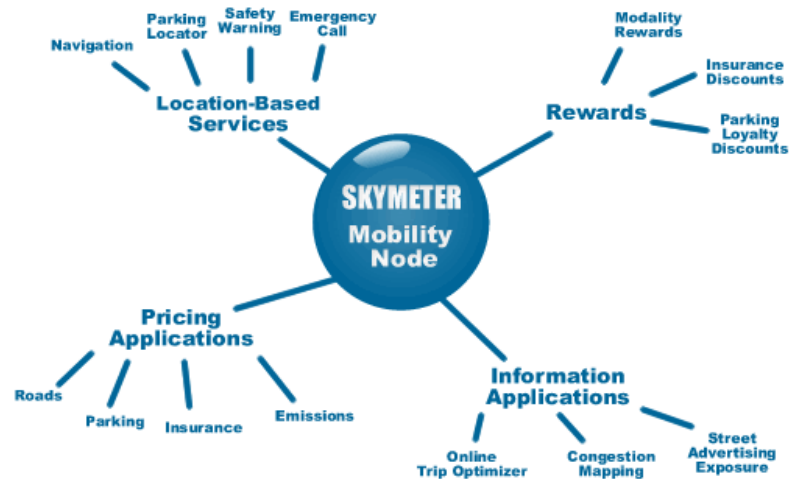 Navigation
Parking
Locator
Safety
Warning
Emergency
Call
Location-Based
Services
Modality
Rewards
Insurance
Discounts
Rewards
Parking
Loyalty
Discounts
SKYMETER
Mobility
Node
Pricing
Applications
Roads
Parking
Insurance
Emissions
Information
Applications
Online
Trip Optimizer
Congestion
Mapping
Street
Advertising
Exposure